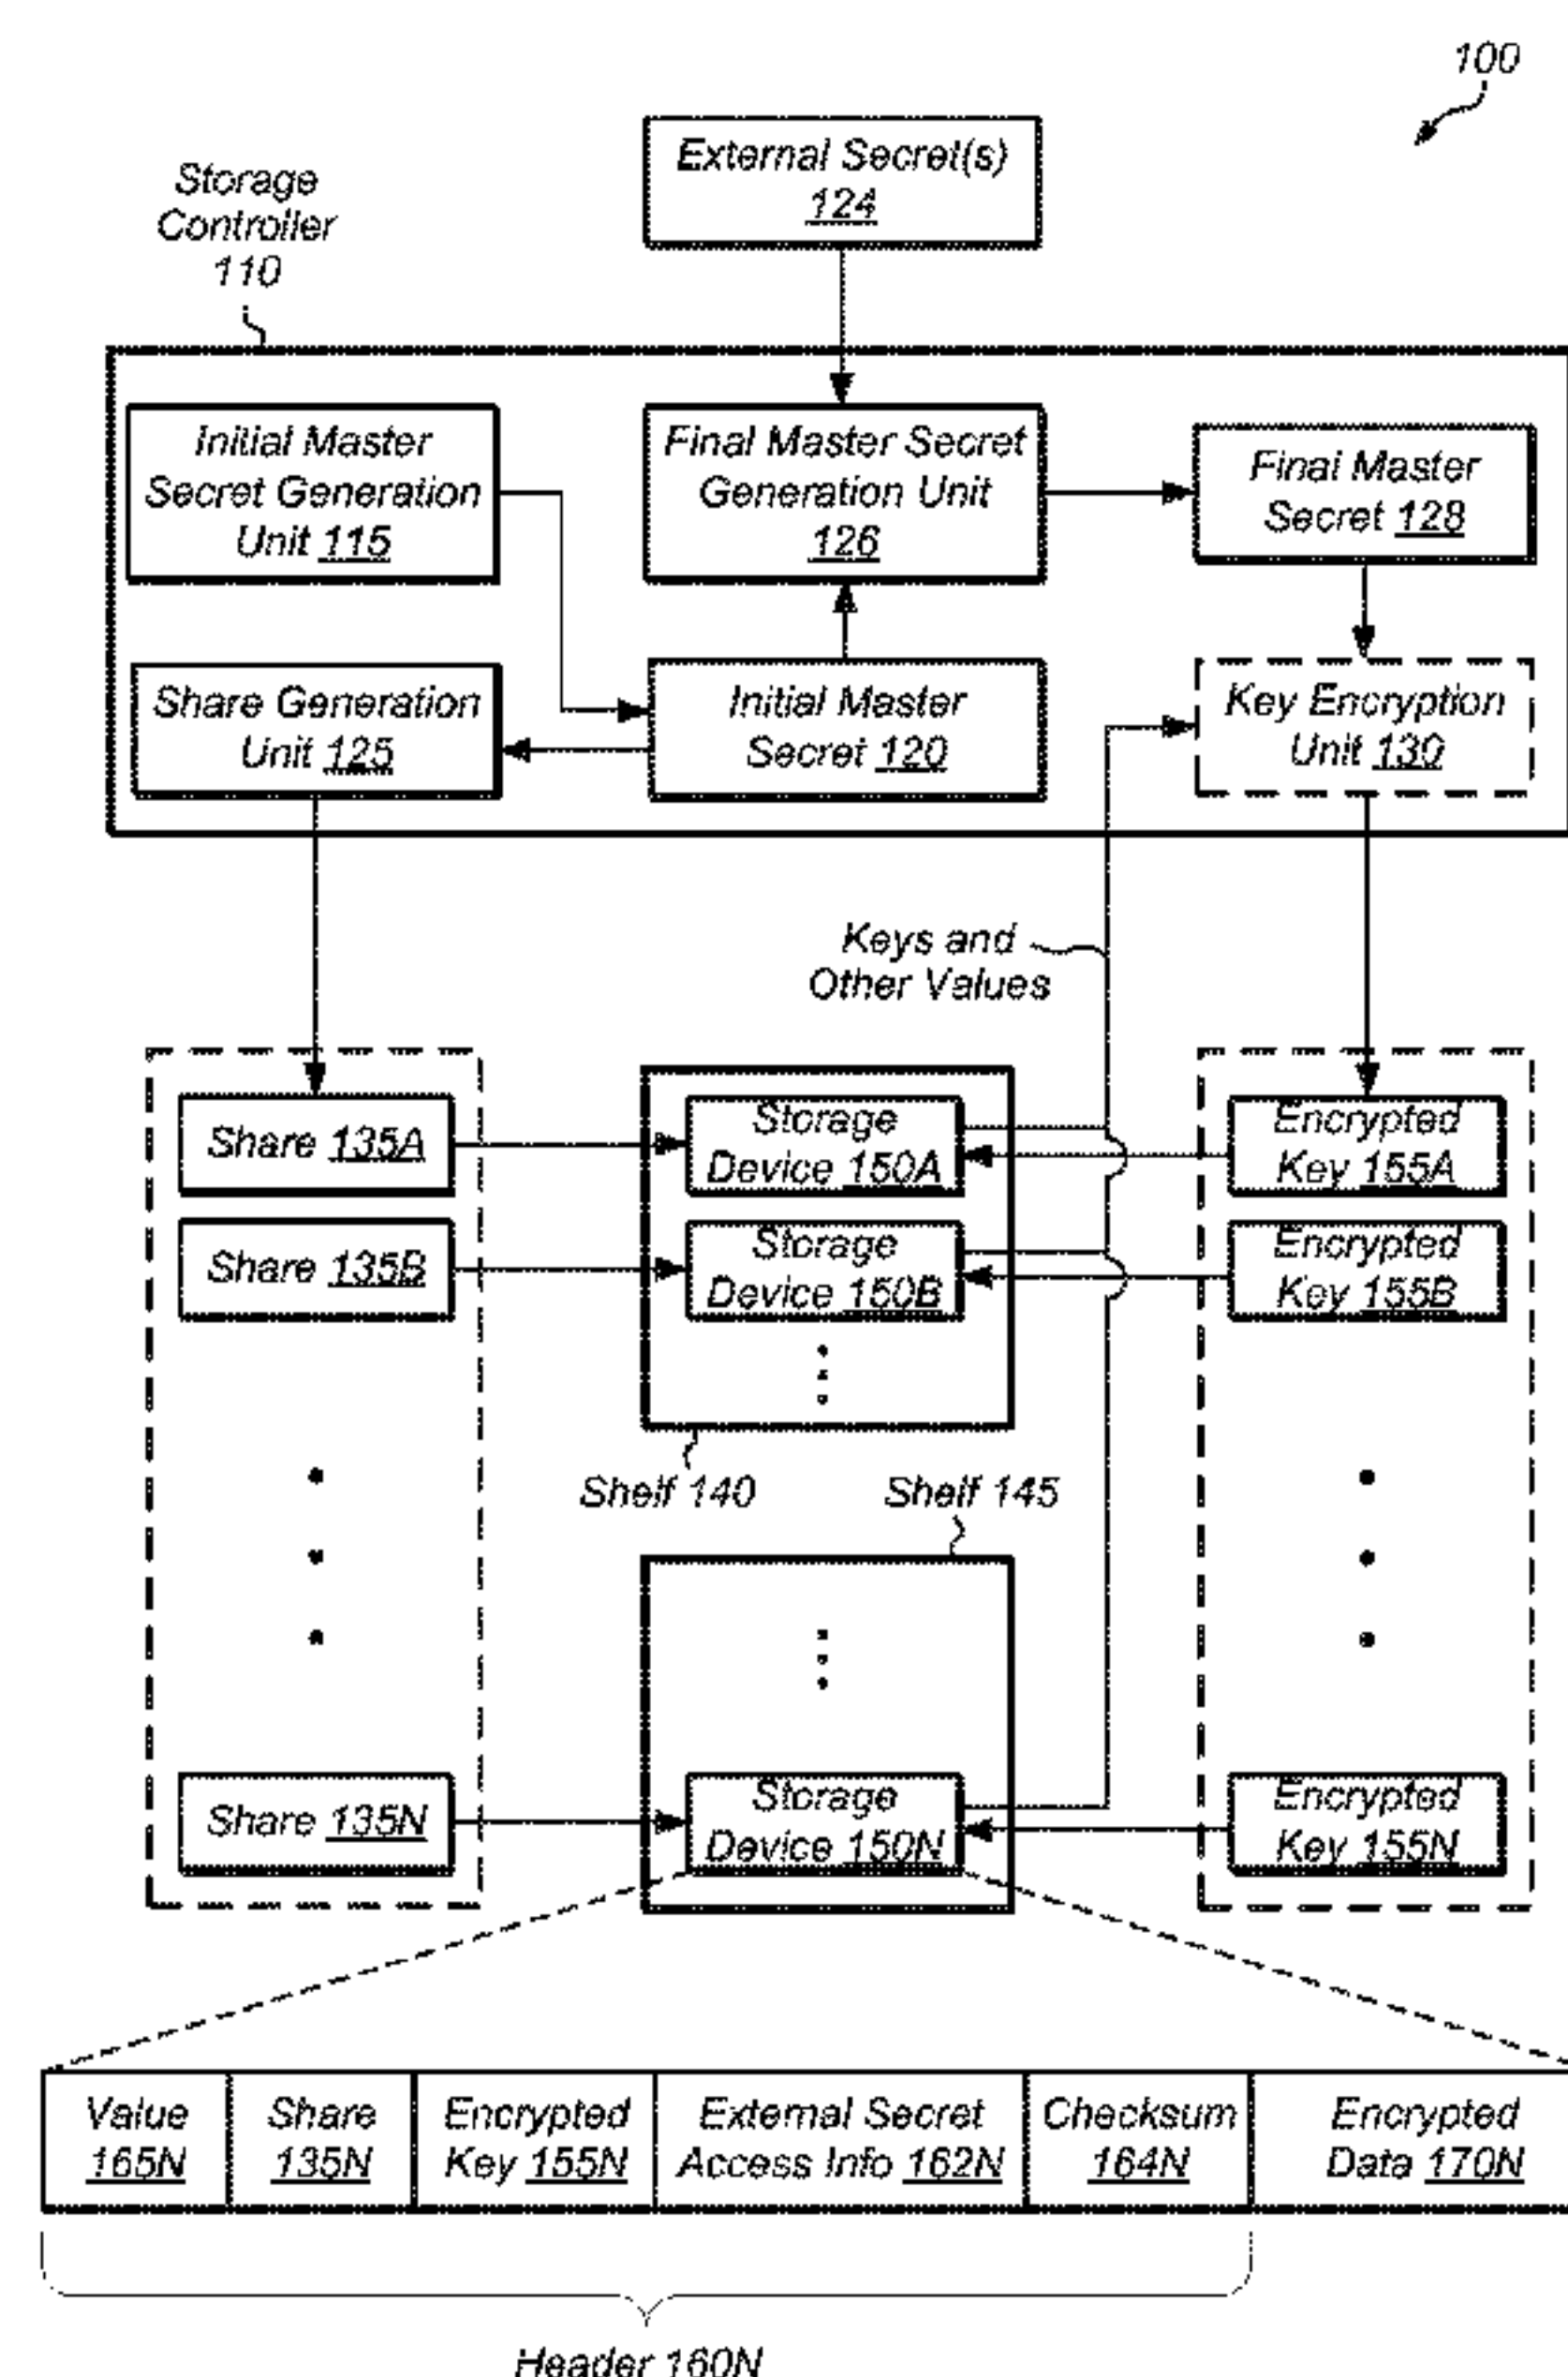 100
External Secret(s)
124
Storage
Controller
110
Initial Master
Secret Generation
Unit 115
Final Master Secret
Generation Unit
126
Final Master
Secret 128
Share Generation
Unit 125
Initial Master
Secret 120
Key Encryption
Unit 130
Keys and
Other Values
Share 135A
Storage
Device 150A
Encrypted
Key 155A
Share 135B
Storage
Device 150B
Encrypted
Key 155B
Shelf 140
Shelf 145
Share 135N
Storage
Device 150N
Encrypted
Key 155N
Value
165N
Share
135N
Encrypted
Key 155N
External Secret
Access Info 162N
Checksum
164N
Encrypted
Data 170N
Header 160N